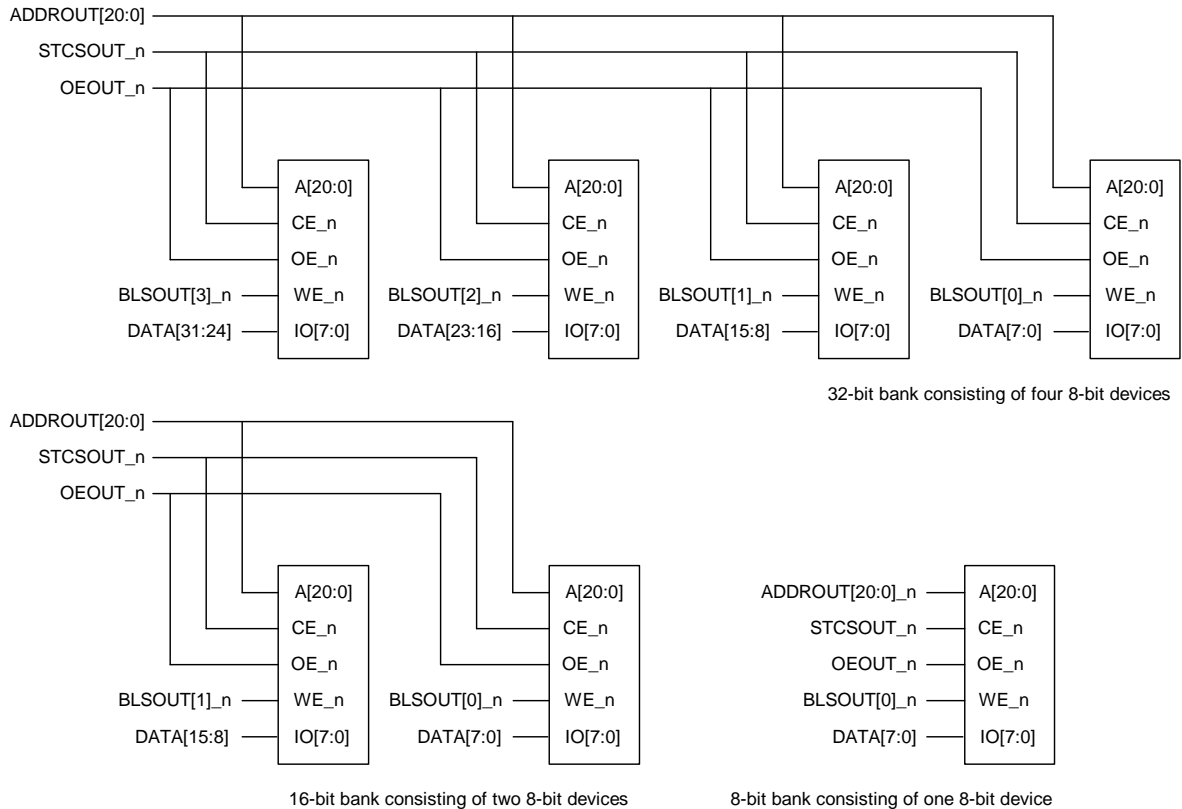 ADDROUT[20:0]
STCSOUT_n
OEOUT_n
A[20:0] A[20:0] A[20:0] A[20:0]
CE_n CE_n CE_n CE_n
OE_n OE_n OE_n OE_n
BLSOUT[3]_n WE_n BLSOUT[2]_n WE_n BLSOUT[1]_n WE_n BLSOUT[0]_n WE_n
DATA[31:24] IO[7:0] DATA[23:16] IO[7:0] DATA[15:8] IO[7:0] DATA[7:0] IO[7:0]
32-bit bank consisting of four 8-bit devices
ADDROUT[20:0]
STCSOUT_n
OEOUT_n
A[20:0] A[20:0] ADDROUT[20:0]_n A[20:0]
CE_n CE_n STCSOUT_n CE_n
OE_n OE_n OEOUT_n OE_n
BLSOUT[1]_n WE_n BLSOUT[0]_n WE_n BLSOUT[0]_n WE_n
DATA[15:8] IO[7:0] DATA[7:0] IO[7:0] DATA[7:0] IO[7:0]
16-bit bank consisting of two 8-bit devices 8-bit bank consisting of one 8-bit device